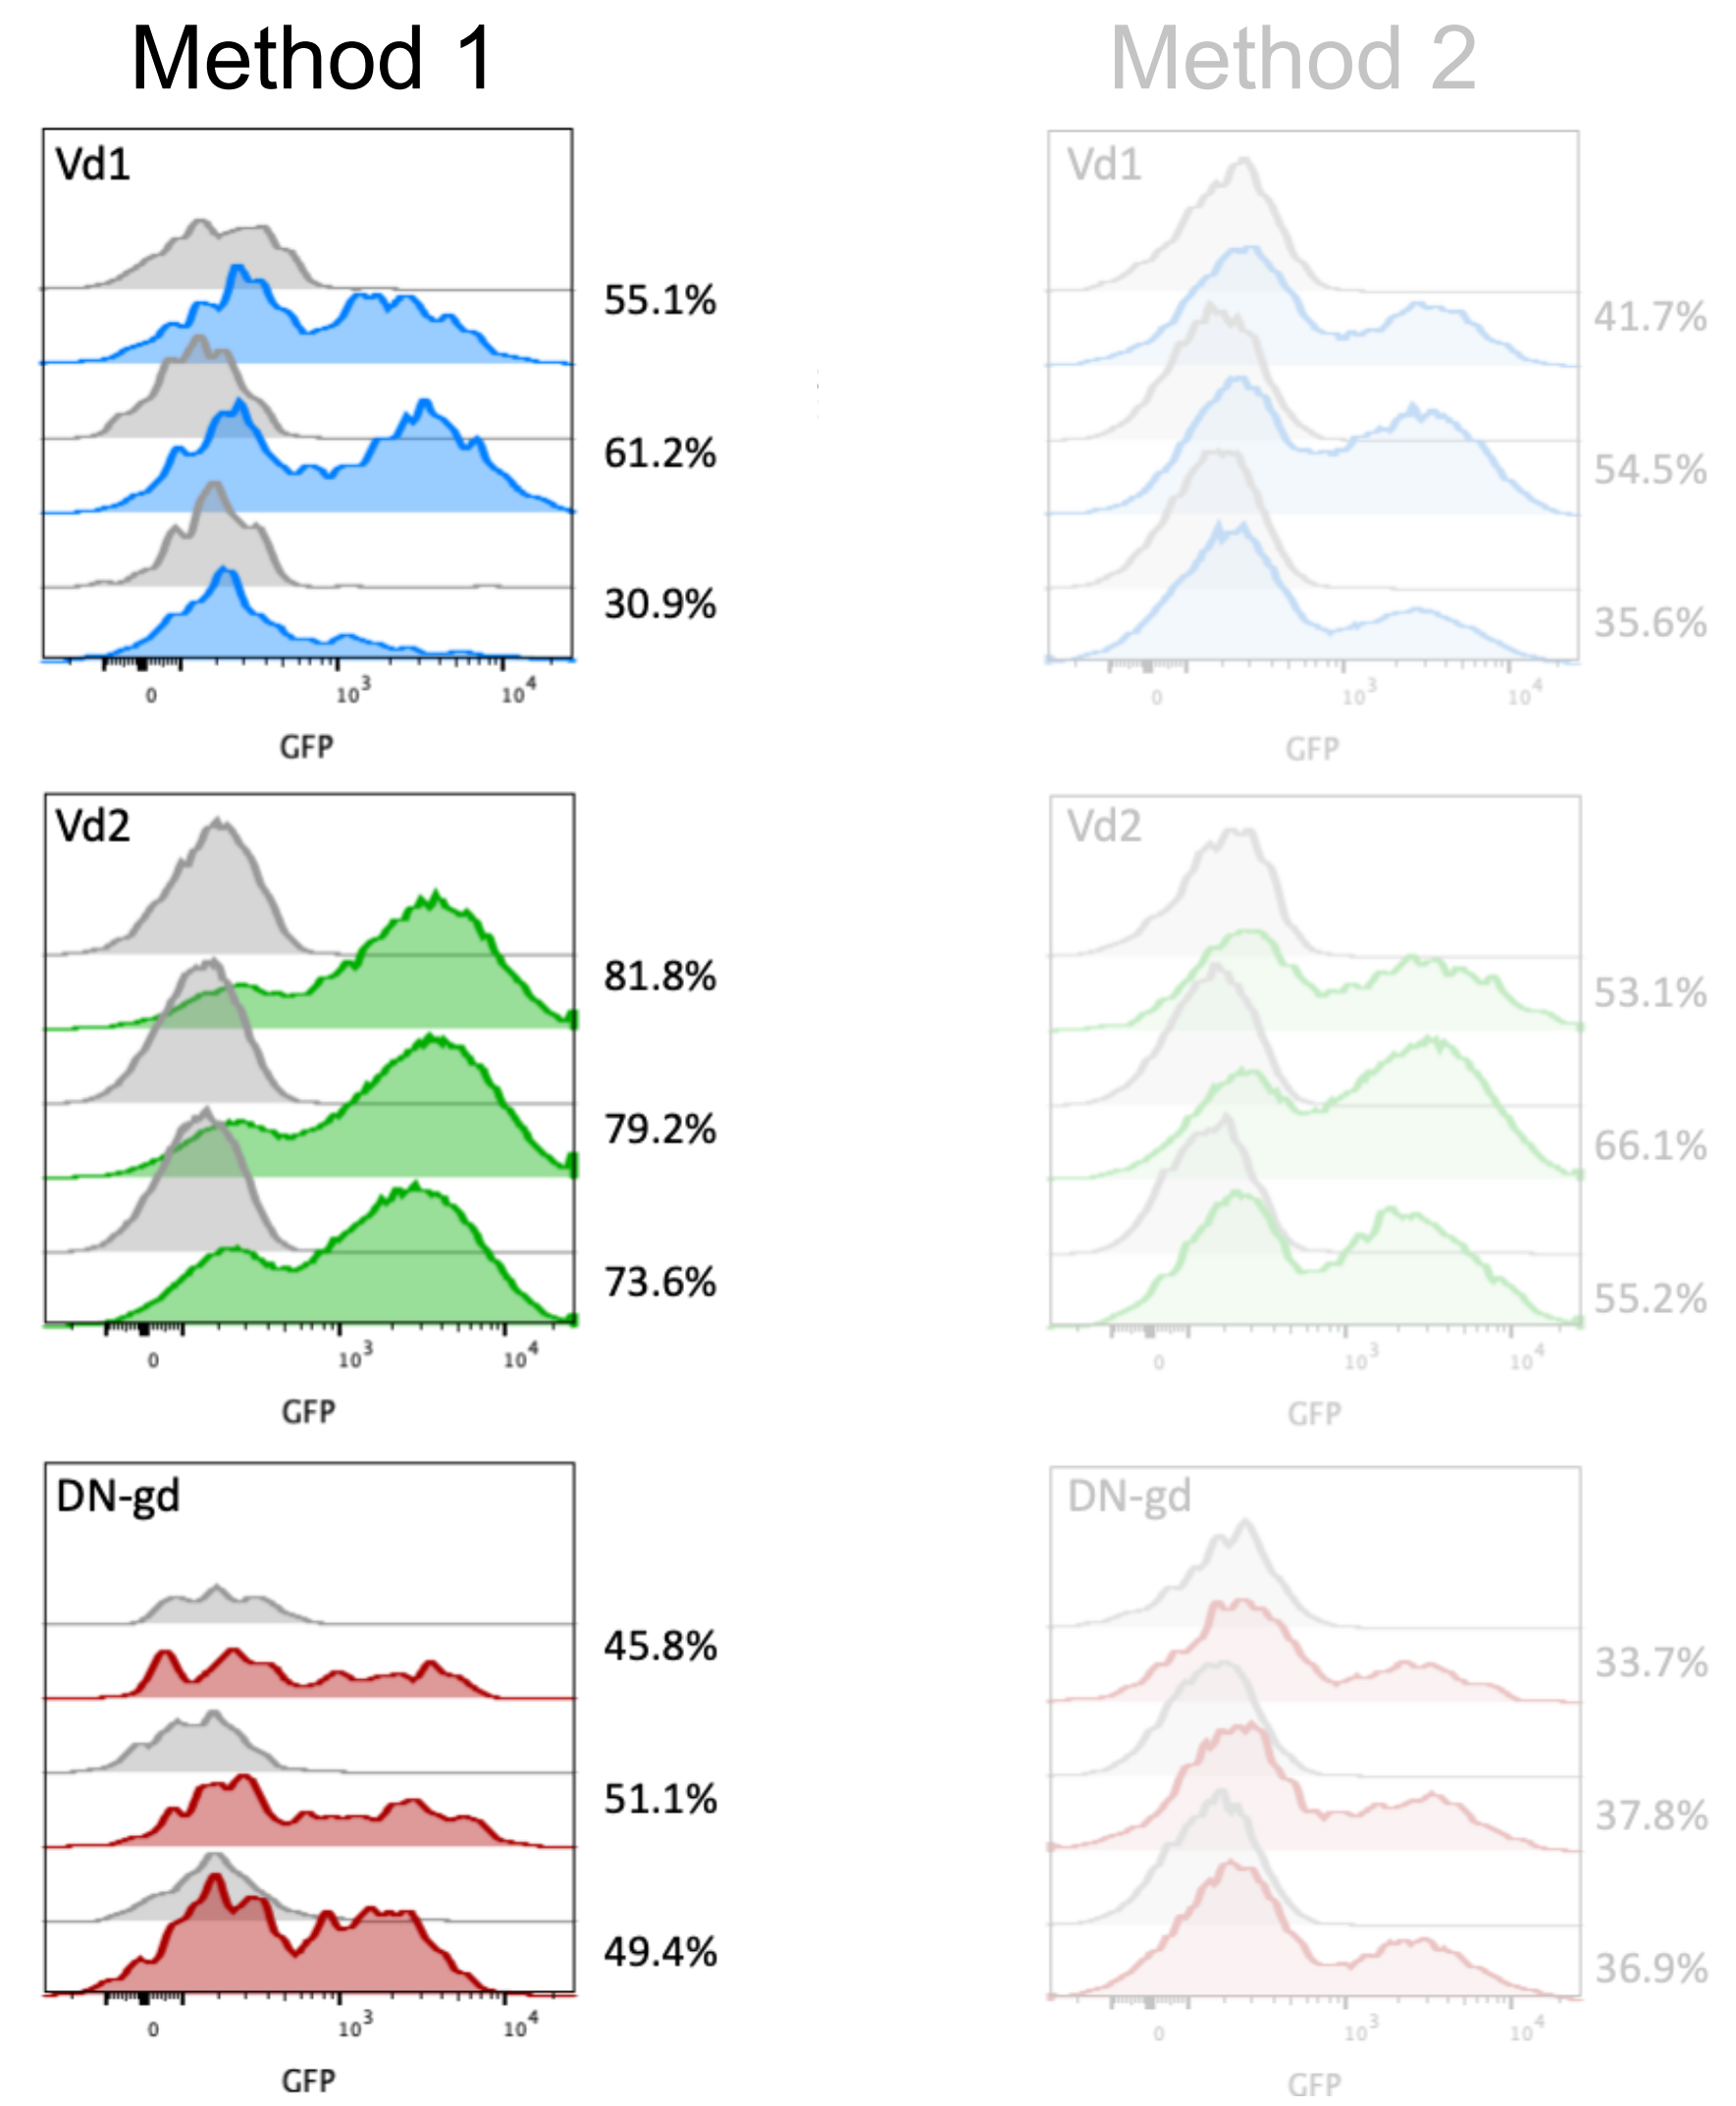 Method 1
Method 2
Vd1
55.1%
61.2%
30.9%
0 10³ 10⁴
GFP
Vd1
41.7%
54.5%
35.6%
0 10³ 10⁴
GFP
Vd2
81.8%
79.2%
73.6%
0 10³ 10⁴
GFP
Vd2
53.1%
66.1%
55.2%
0 10³ 10⁴
GFP
DN-gd
45.8%
51.1%
49.4%
0 10³ 10⁴
GFP
DN-gd
33.7%
37.8%
36.9%
0 10³ 10⁴
GFP